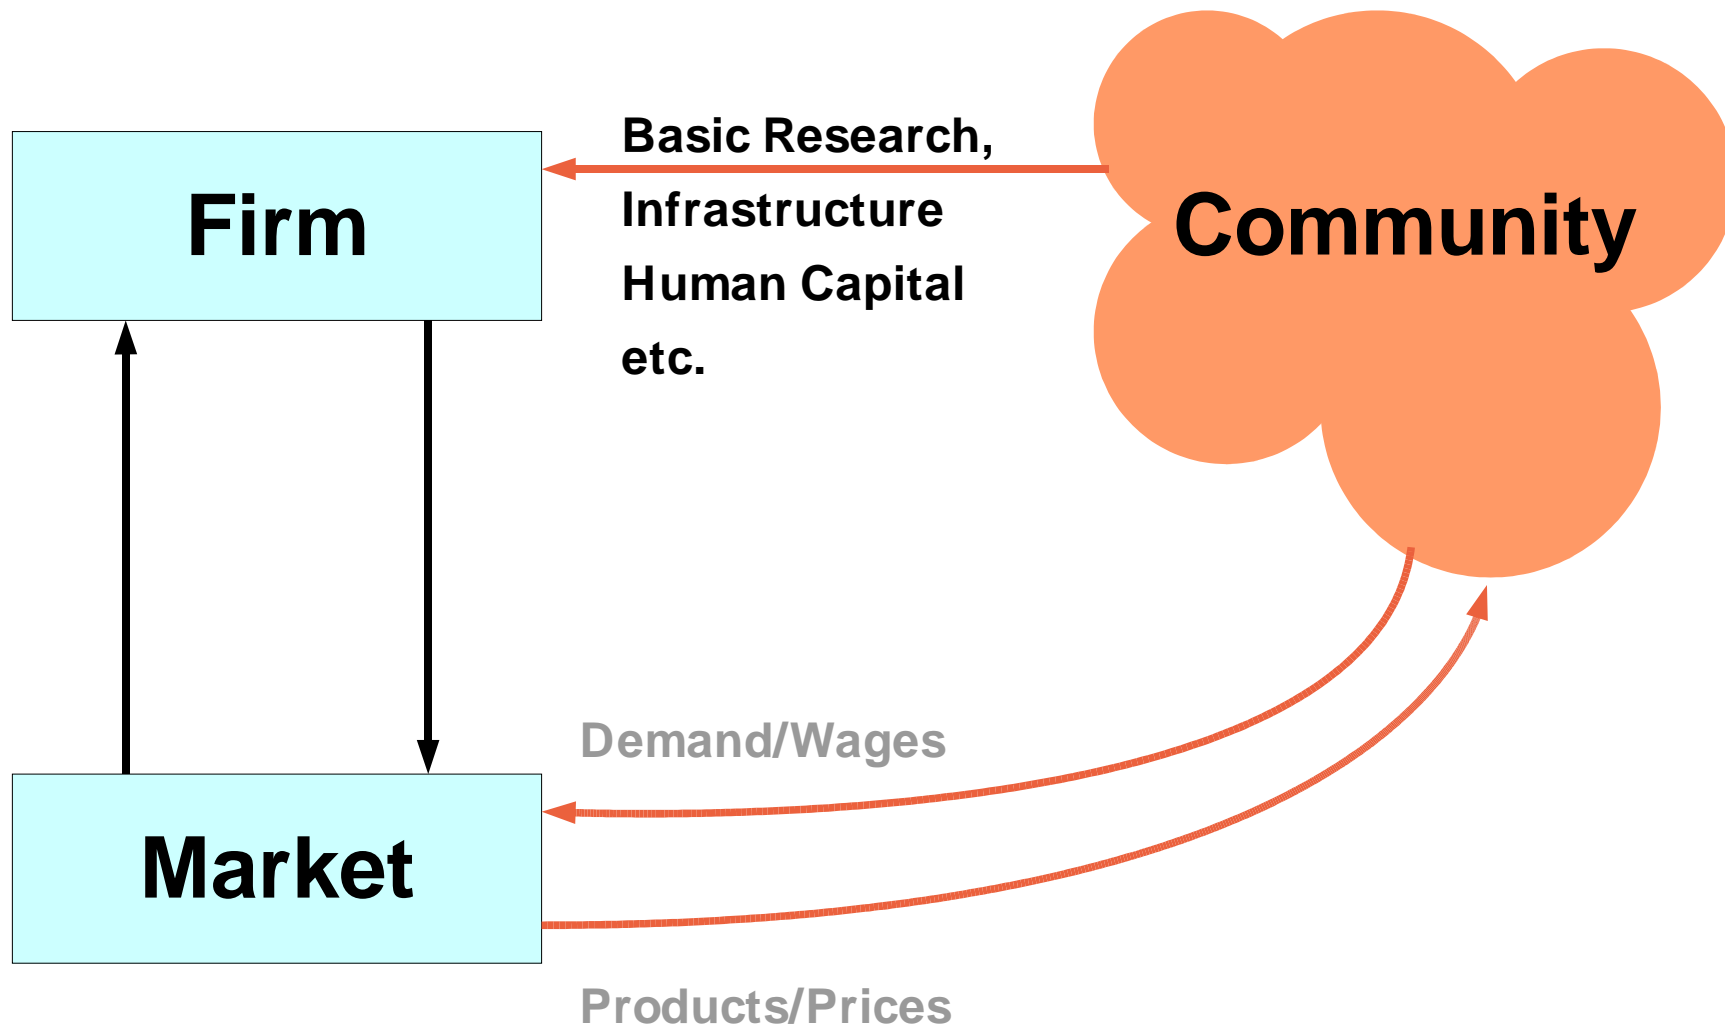 Basic Research,
Firm
Infrastructure
Community
Human Capital
etc.
Demand/Wages
Market
Products/Prices